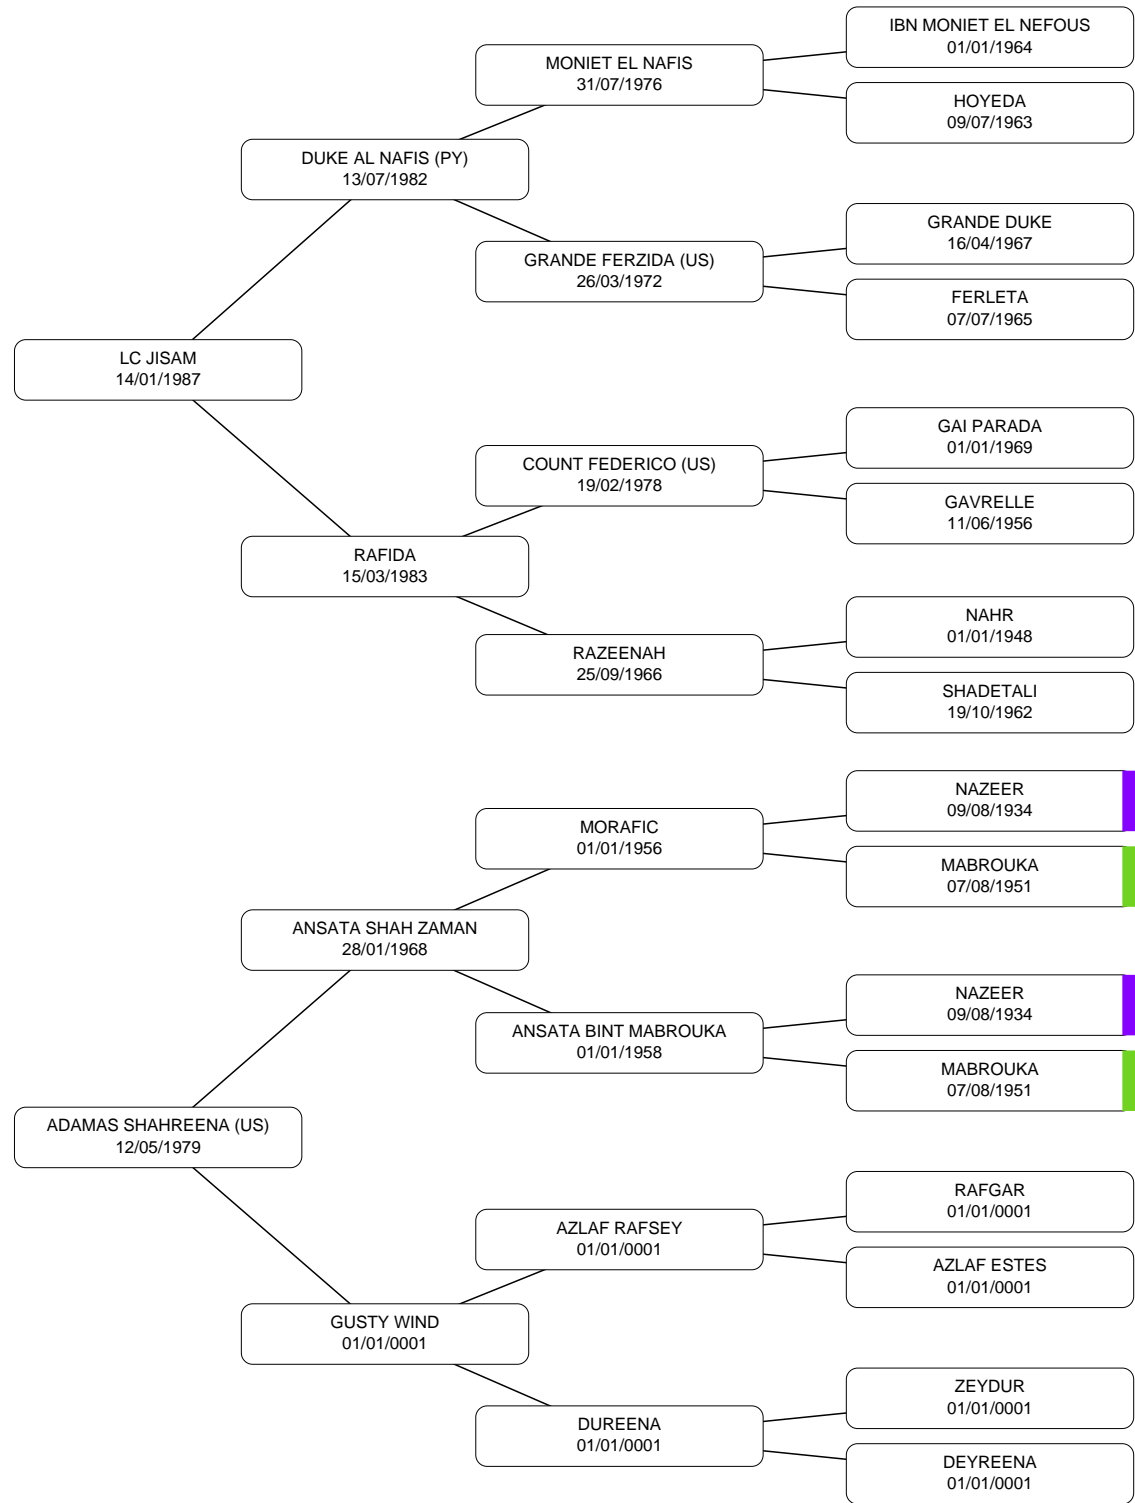 IBN MONIET EL NEFOUS
01/01/1964
MONIET EL NAFIS
31/07/1976
HOYEDA
09/07/1963
DUKE AL NAFIS (PY)
13/07/1982
GRANDE DUKE
16/04/1967
GRANDE FERZIDA (US)
26/03/1972
FERLETA
07/07/1965
LC JISAM
14/01/1987
GAI PARADA
01/01/1969
COUNT FEDERICO (US)
19/02/1978
GAVRELLE
11/06/1956
RAFIDA
15/03/1983
NAHR
01/01/1948
RAZEENAH
25/09/1966
SHADETALI
19/10/1962
NAZEER
09/08/1934
MORAFIC
01/01/1956
MABROUKA
07/08/1951
ANSATA SHAH ZAMAN
28/01/1968
NAZEER
09/08/1934
ANSATA BINT MABROUKA
01/01/1958
MABROUKA
07/08/1951
ADAMAS SHAHREENA (US)
12/05/1979
RAFGAR
01/01/0001
AZLAF RAFSEY
01/01/0001
AZLAF ESTES
01/01/0001
GUSTY WIND
01/01/0001
ZEYDUR
01/01/0001
DUREENA
01/01/0001
DEYREENA
01/01/0001